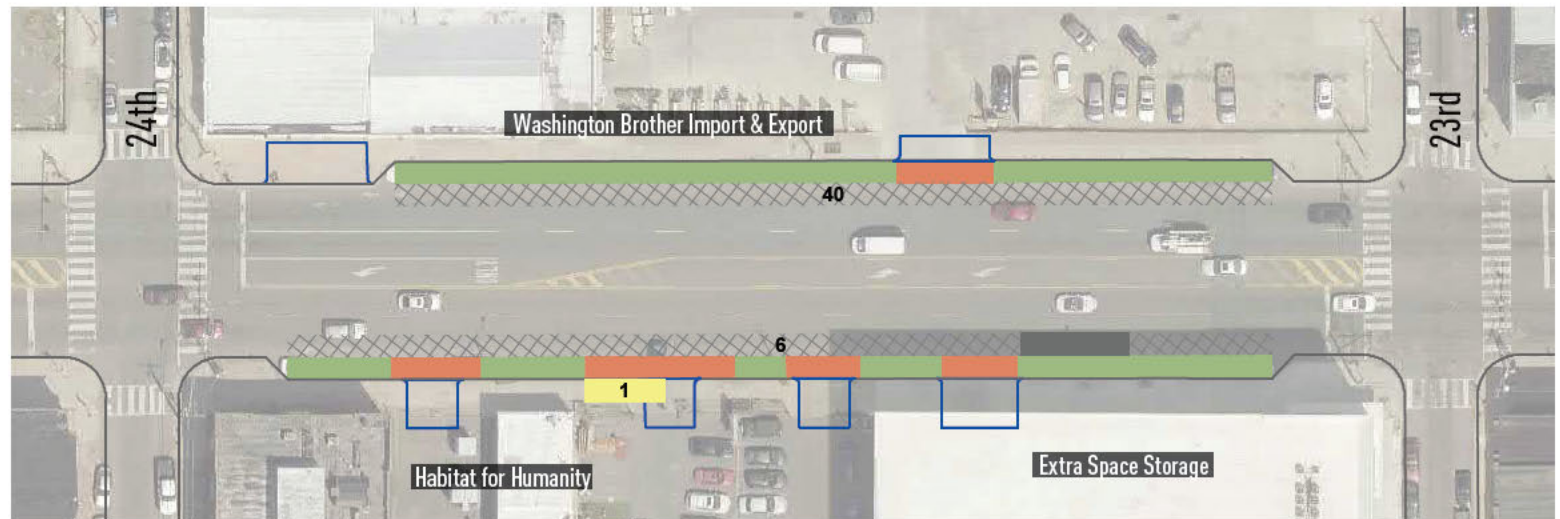 24th
23rd
Washington Brother Import & Export
40
6
1
Habitat for Humanity
Extra Space Storage